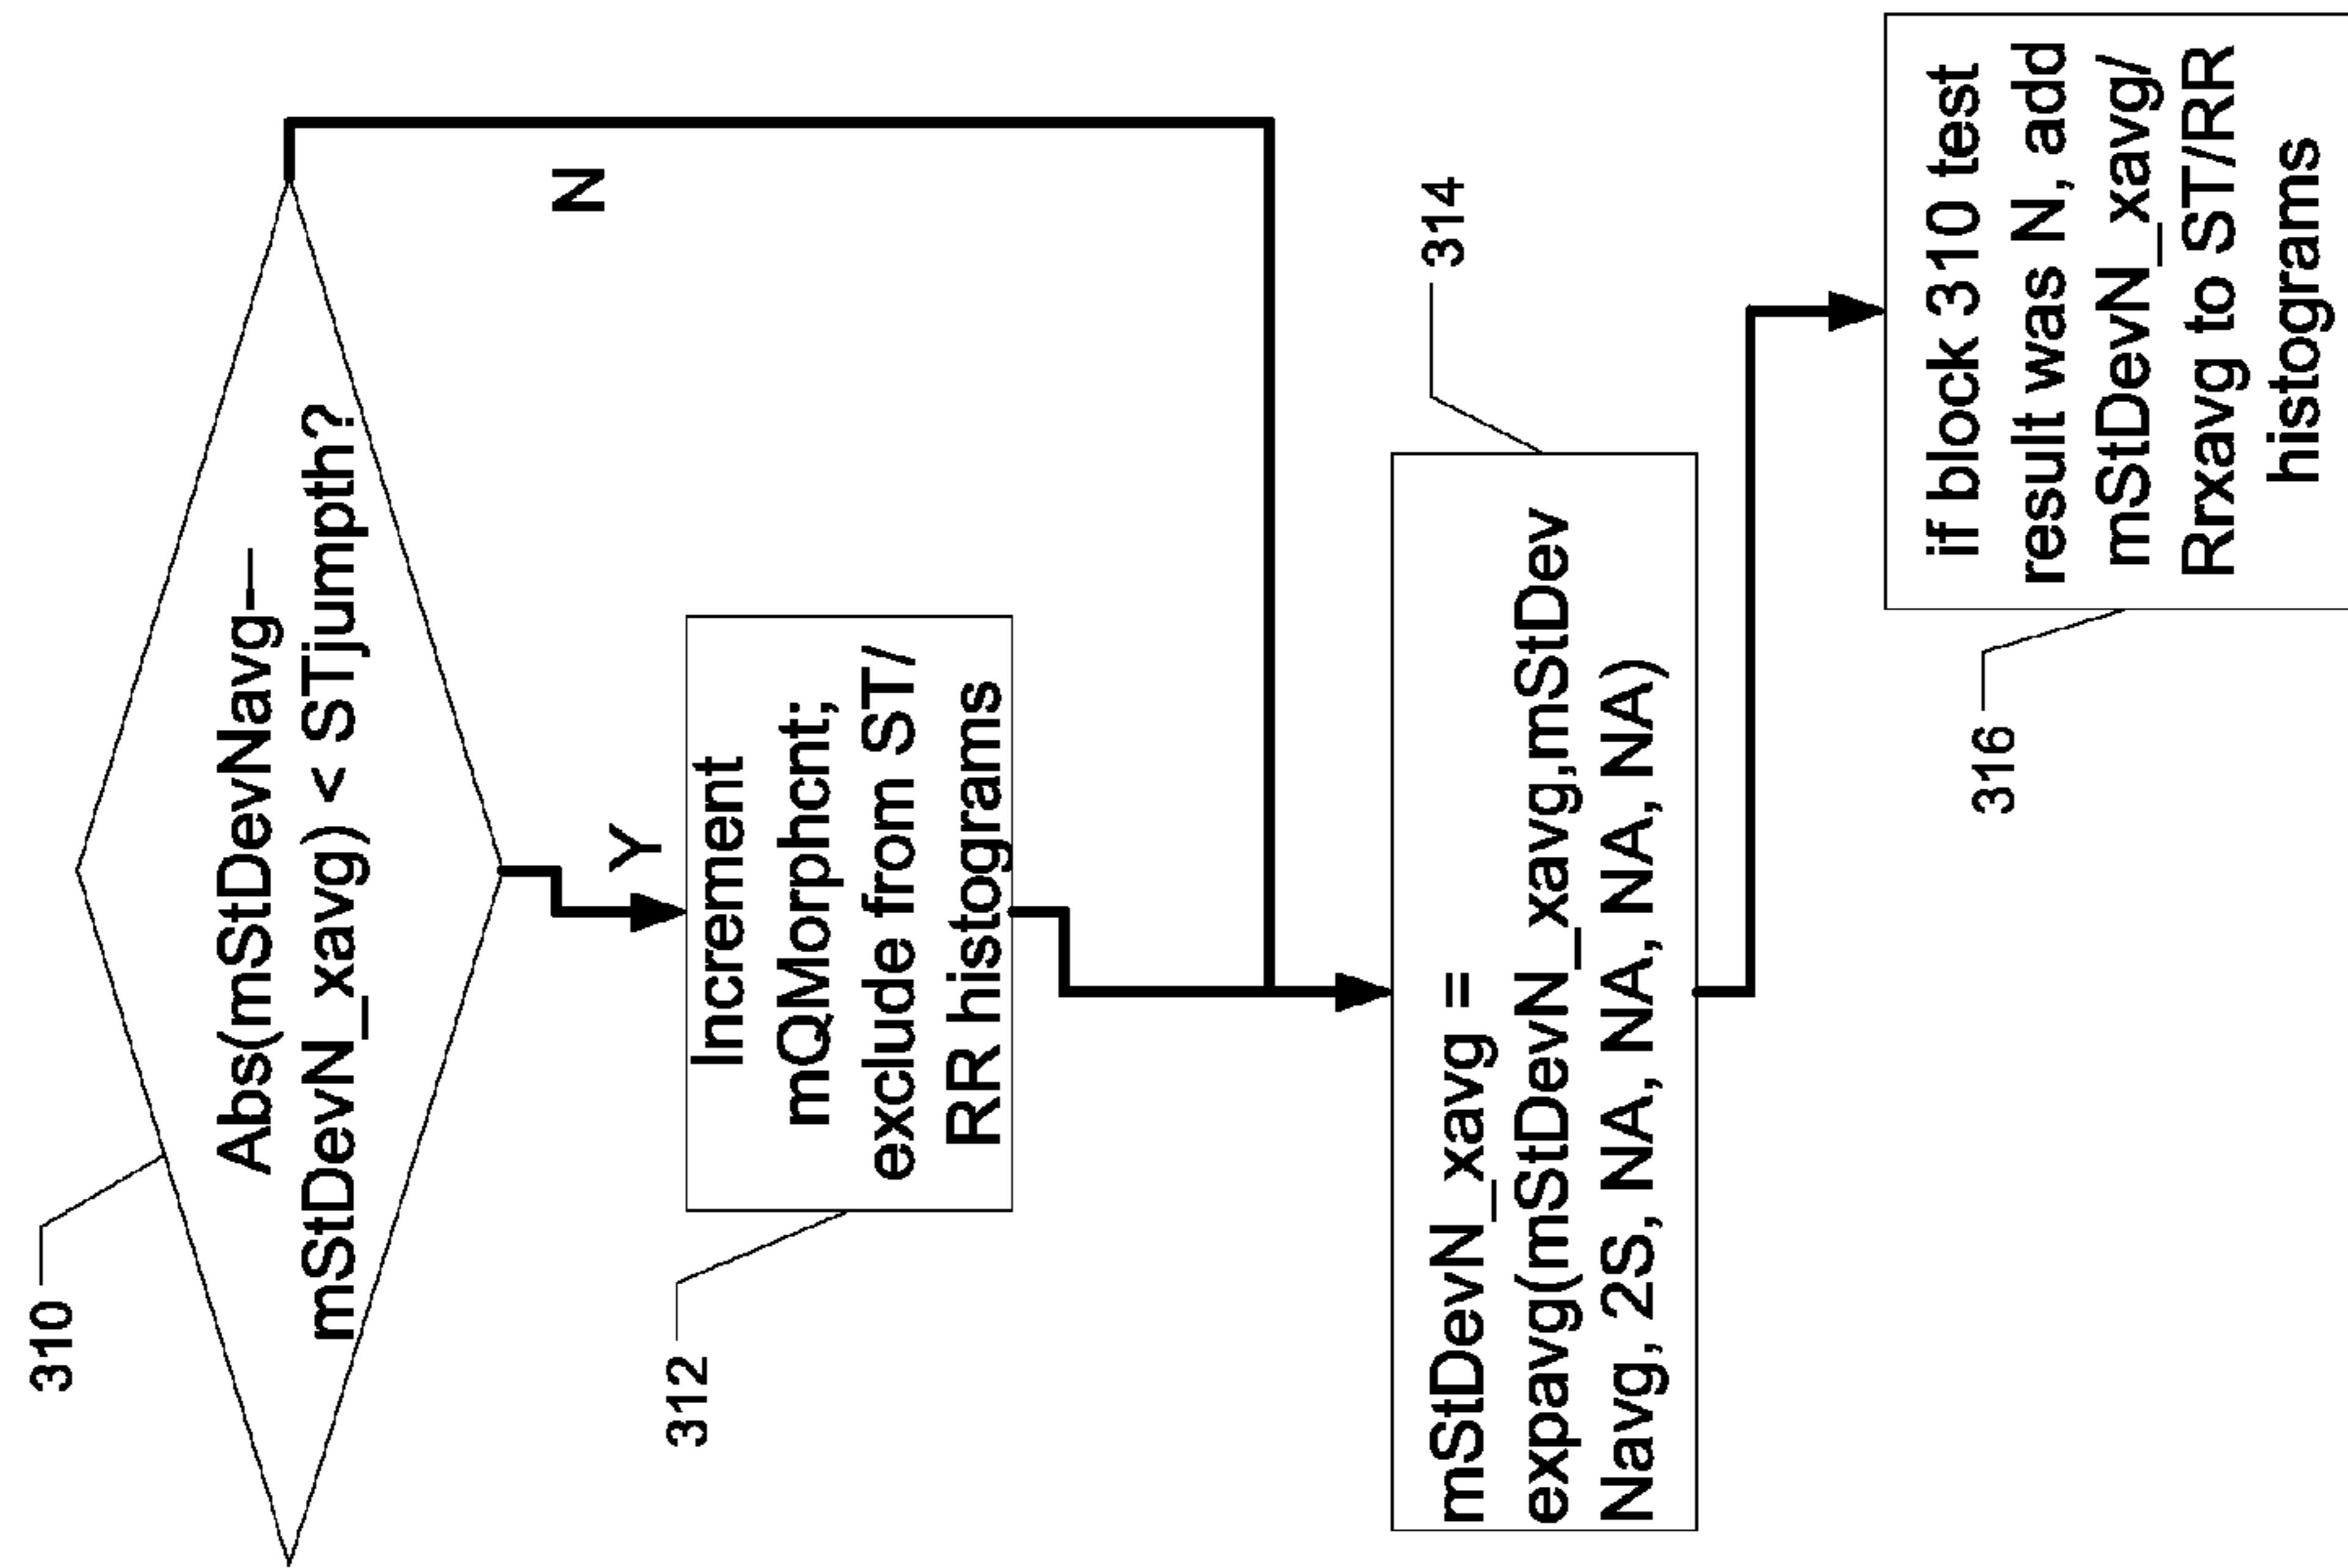 310
Abs(mStDevNavg—
mStDevN_xavg) < STjumpth?
N
Y
312
Increment
mQMorphcnt;
exclude from ST/
RR histograms
314
mStDevN_xavg =
expavg(mStDevN_xavg,mStDev
Navg, 2S, NA, NA, NA, NA)
316
if block 310 test
result was N, add
mStDevN_xavg/
Rrxavg to ST/RR
histograms